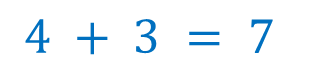 4 + 3 = 7